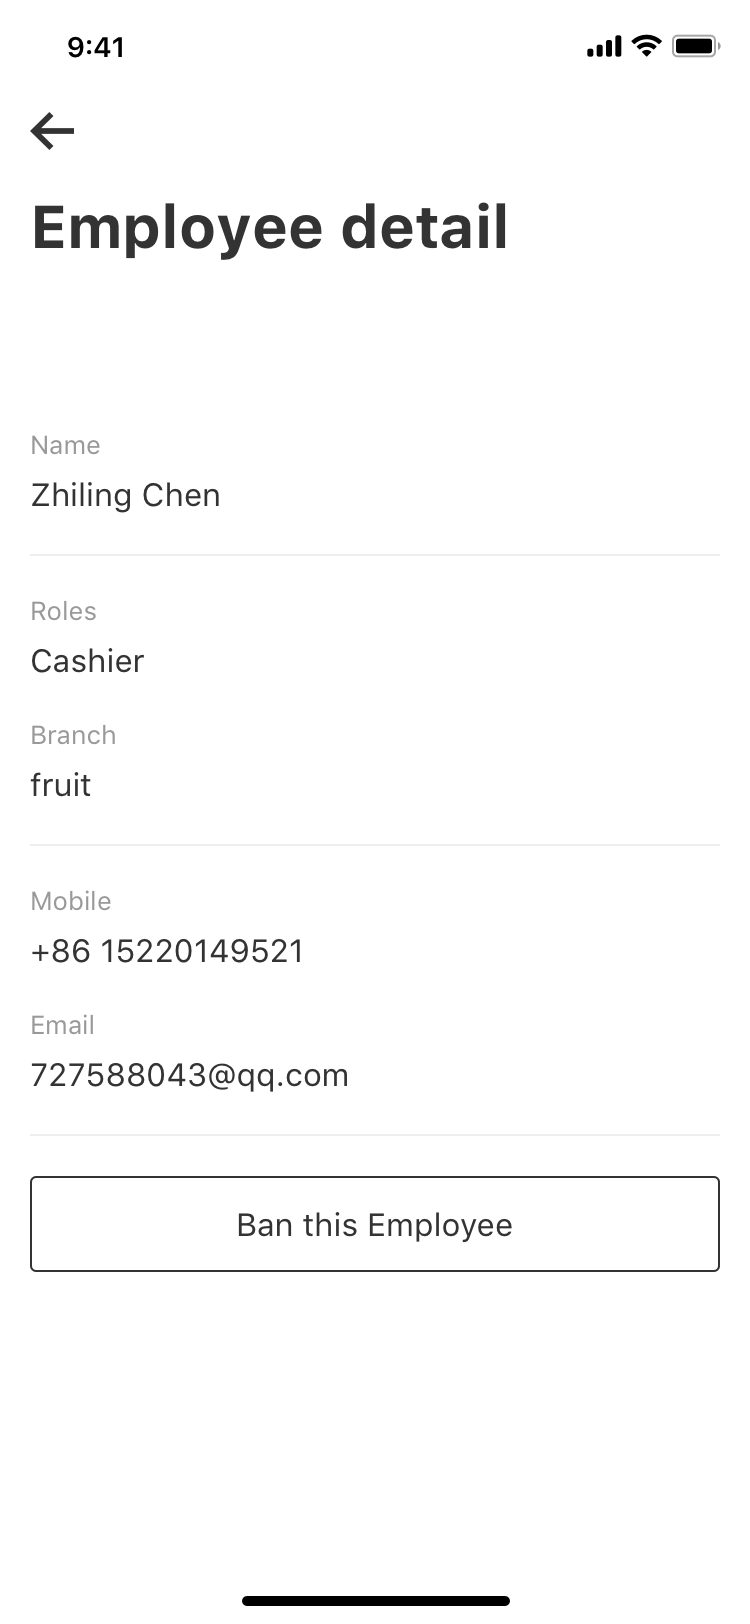 9:41
Employee detail
Name
Zhiling Chen
Roles
Cashier
Branch
fruit
Mobile
+86 15220149521
Email
727588043@qq.com
Ban this Employee